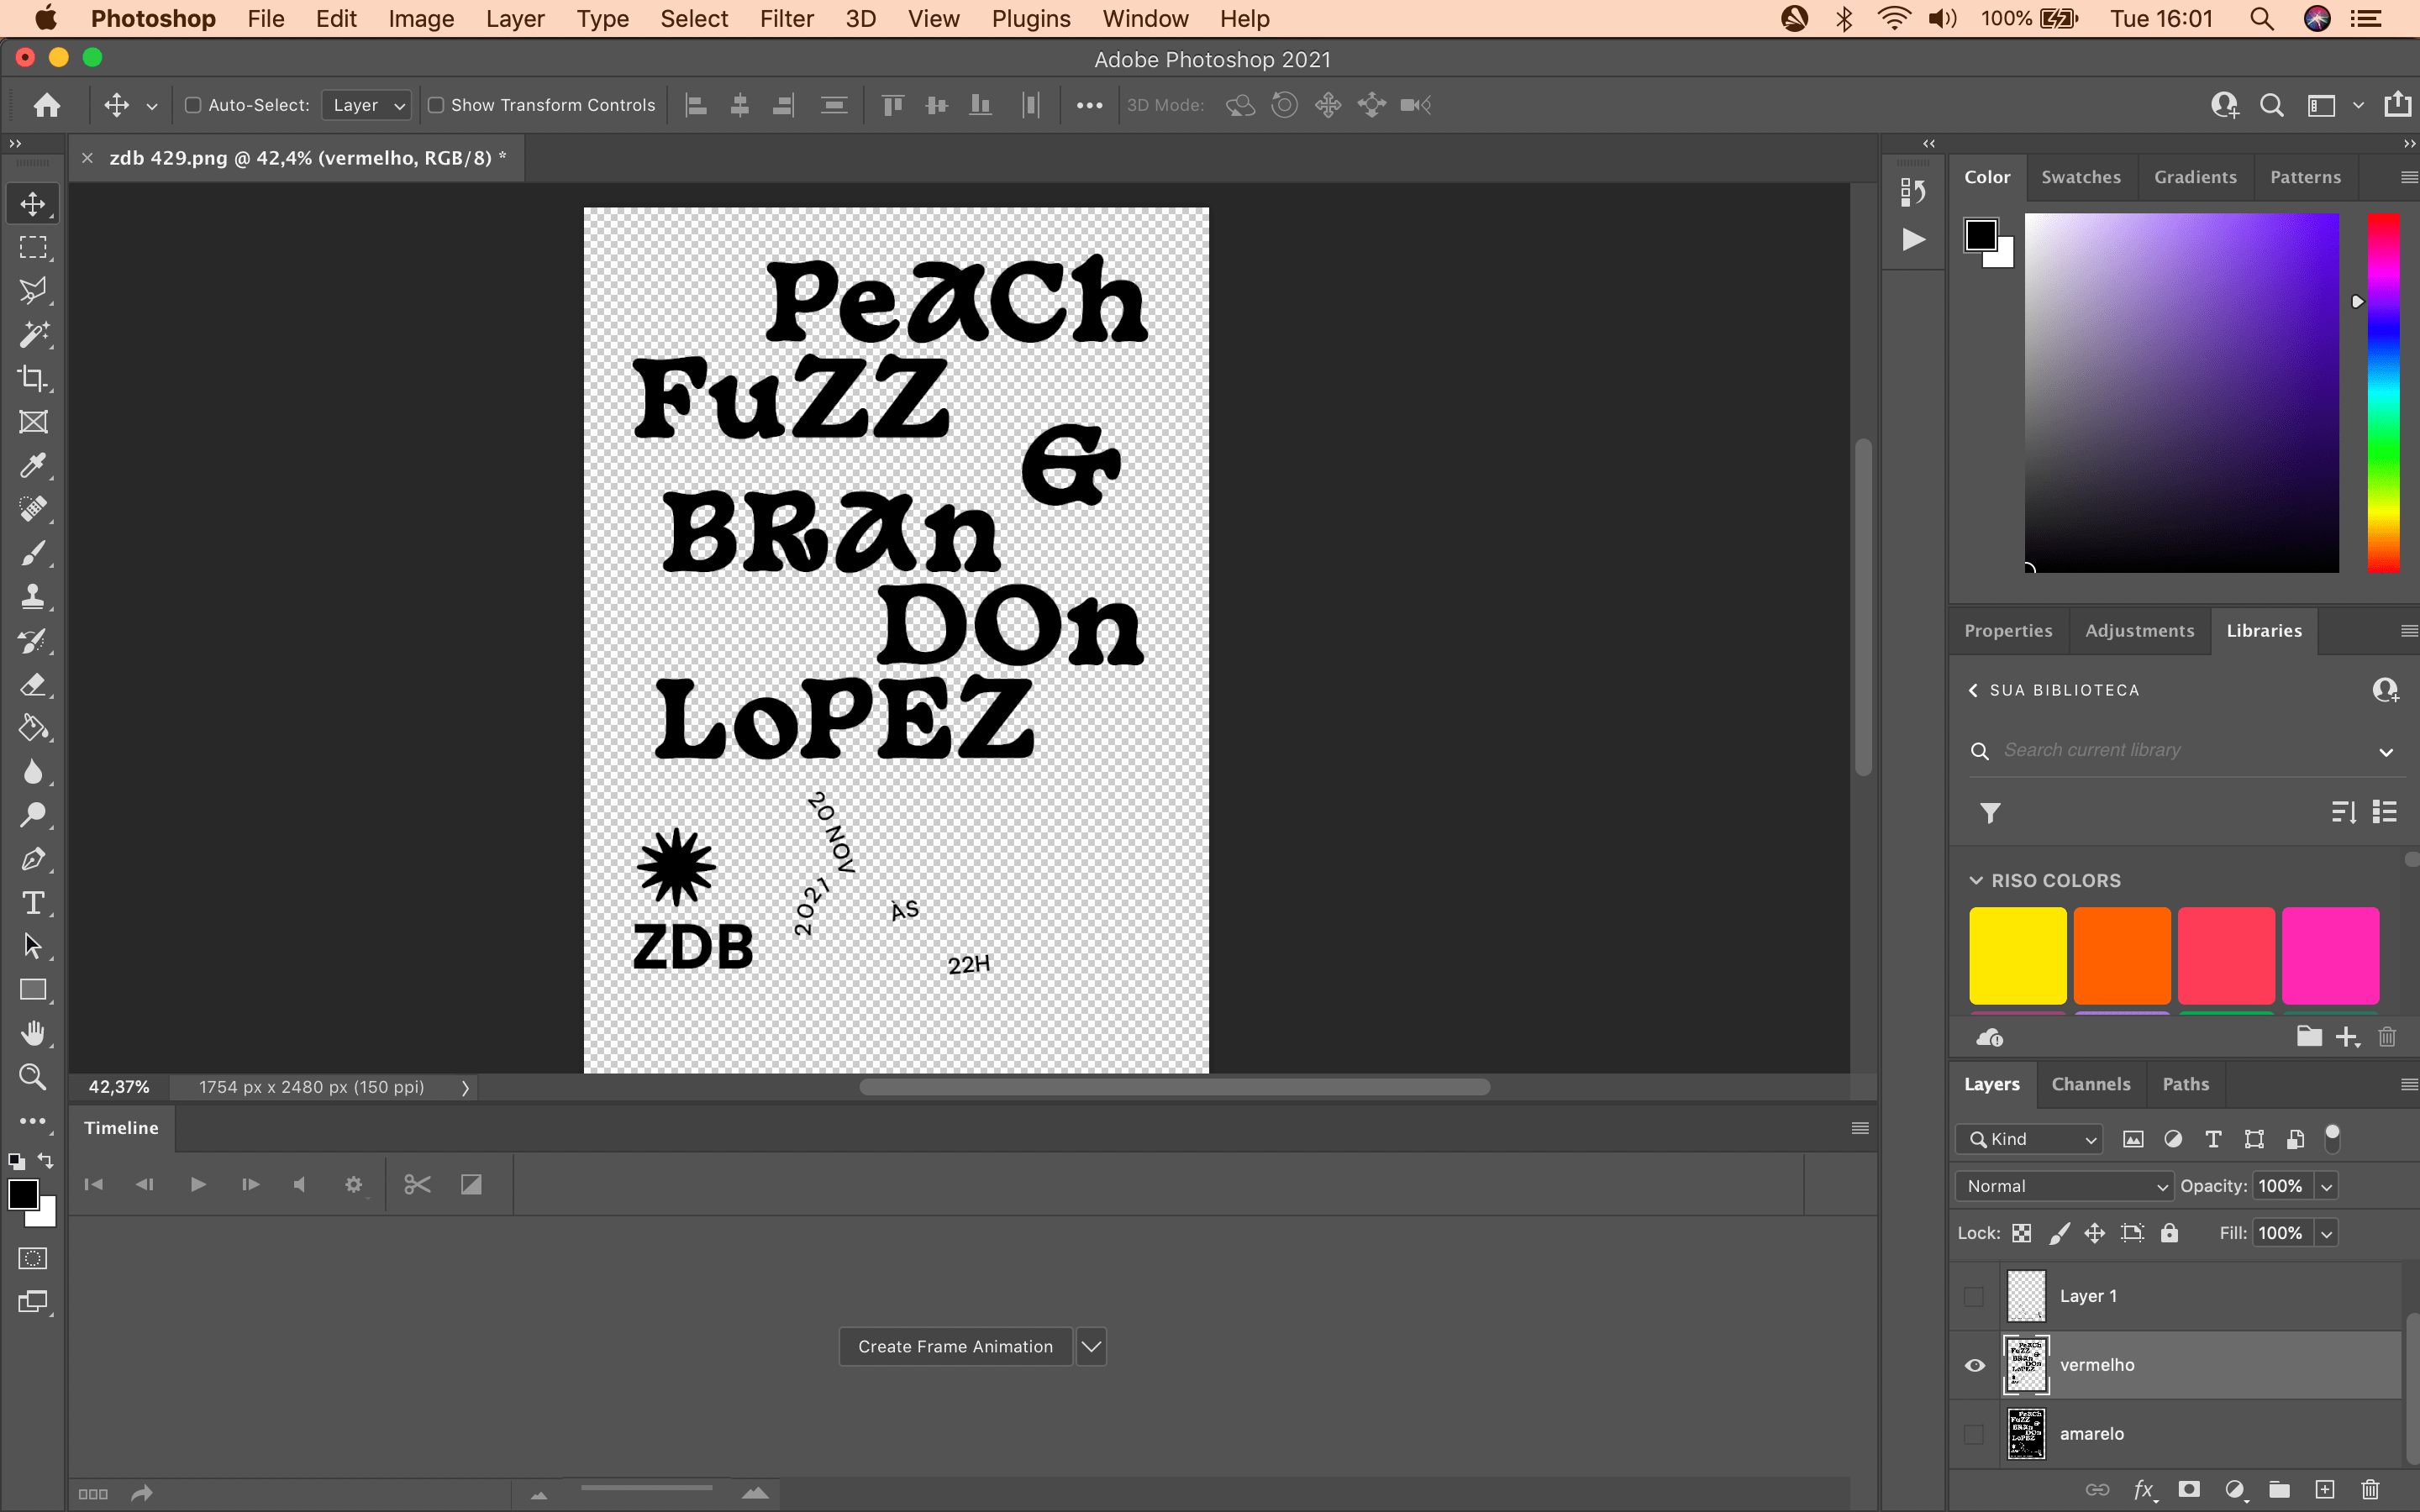 Photoshop File Edit Image Layer Type Select Filter 3D View Plugins Window Help 100% Tue 16:01
Adobe Photoshop 2021
Auto-Select: Layer Show Transform Controls 3D Mode:
zdb 429.png @ 42,4% (vermelho, RGB/8) *
PeACh
FuZZ
&
BRAn
DOn
LoPEZ
20 NOV
2021
ÀS
22H
ZDB
42,37% 1754 px x 2480 px (150 ppi)
Timeline
Create Frame Animation
Color Swatches Gradients Patterns
Properties Adjustments Libraries
SUA BIBLIOTECA
Search current library
RISO COLORS
Layers Channels Paths
Kind
Normal Opacity: 100%
Lock: Fill: 100%
Layer 1
vermelho
amarelo
fx